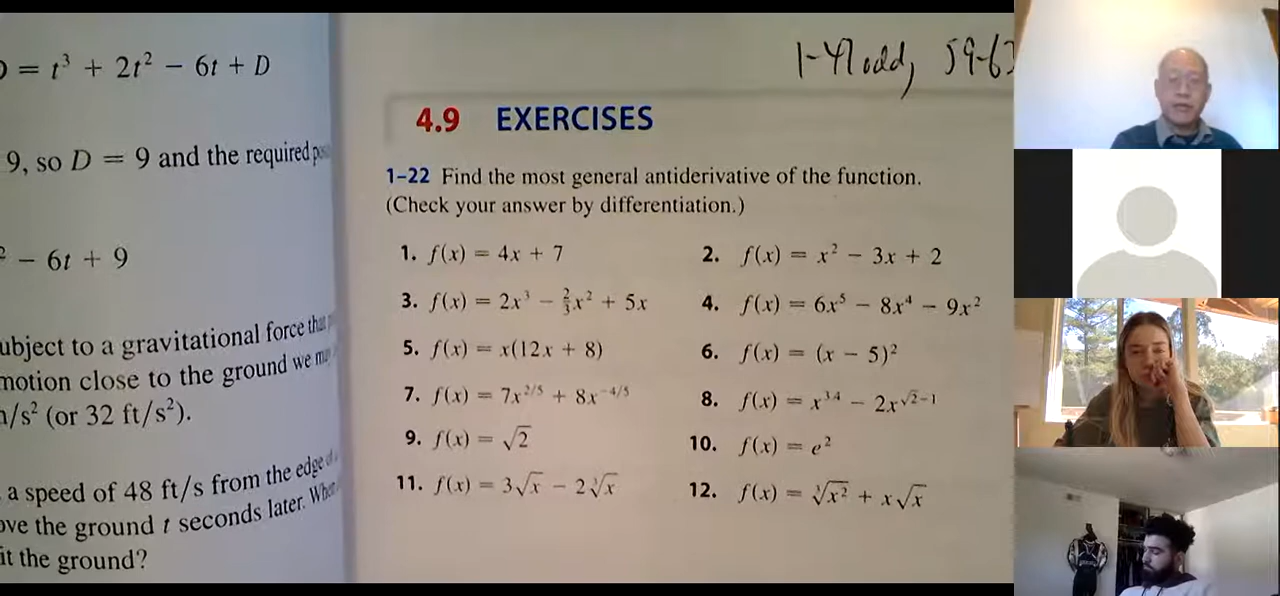 = t³ + 2t² − 6t + D
9, so D = 9 and the required
− 6t + 9
ubject to a gravitational force that
motion close to the ground we
/s² (or 32 ft/s²).
a speed of 48 ft/s from the edge
ove the ground t seconds later. When
it the ground?
odd, 59-6
4.9 EXERCISES
1–22 Find the most general antiderivative of the function.
(Check your answer by differentiation.)
1. f(x) = 4x + 7
2. f(x) = x² − 3x + 2
3. f(x) = 2x³ − ⅔x² + 5x
4. f(x) = 6x⁵ − 8x⁴ − 9x²
5. f(x) = x(12x + 8)
6. f(x) = (x − 5)²
7. f(x) = 7x^{2/5} + 8x^{−4/5}
8. f(x) = x^{3.4} − 2x^{√2−1}
9. f(x) = √2
10. f(x) = e²
11. f(x) = 3√x − 2∛x
12. f(x) = ∛x² + x√x